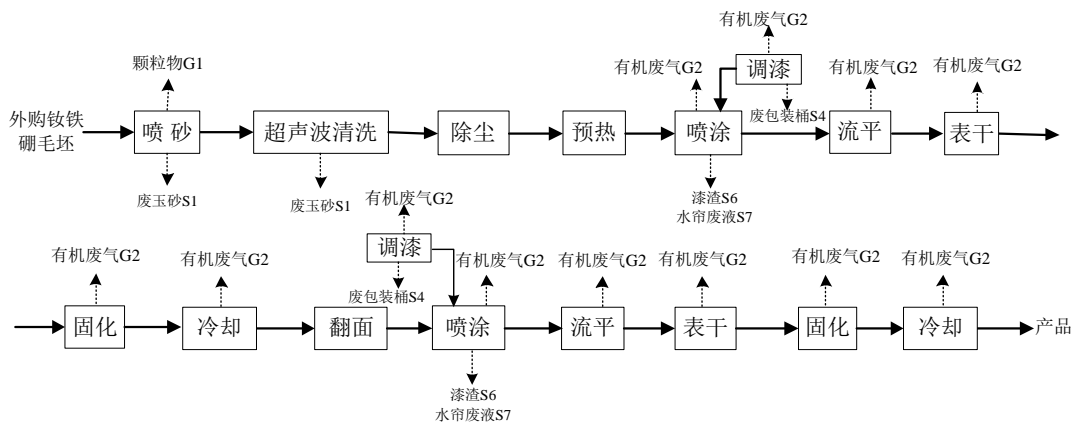 有机废气G2
颗粒物G1
有机废气G2
调漆
有机废气G2
有机废气G2
外购钕铁
硼毛坯
喷砂
超声波清洗
除尘
预热
喷涂
废包装桶S4
流平
表干
废玉砂S1
废玉砂S1
漆渣S6
水帘废液S7
有机废气G2
有机废气G2
有机废气G2
调漆
有机废气G2
有机废气G2
有机废气G2
有机废气G2
有机废气G2
废包装桶S4
固化
冷却
翻面
喷涂
流平
表干
固化
冷却
产品
漆渣S6
水帘废液S7